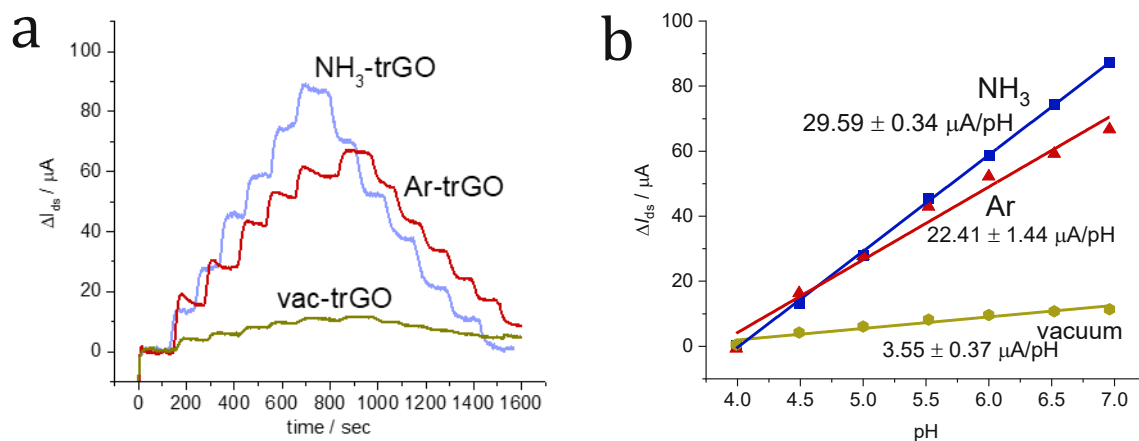 a
100
80
60
40
20
0
ΔI_ds / μA
NH₃-trGO
Ar-trGO
vac-trGO
0 200 400 600 800 1000 1200 1400 1600
time / sec
b
100
80
60
40
20
0
ΔI_ds / μA
NH₃
29.59 ± 0.34 μA/pH
Ar
22.41 ± 1.44 μA/pH
vacuum
3.55 ± 0.37 μA/pH
4.0 4.5 5.0 5.5 6.0 6.5 7.0
pH